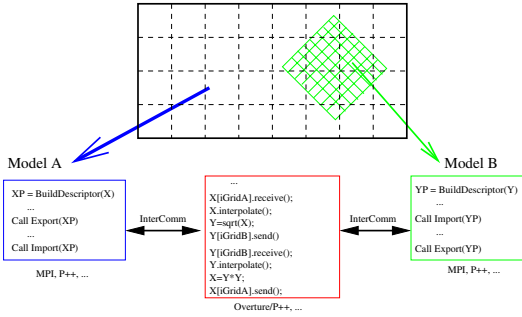 Model A
XP = BuildDescriptor(X)
...
Call Export(XP)
...
Call Import(XP)
MPI, P++, ...
InterComm
...
X[iGridA].receive();
X.interpolate();
Y=sqrt(X);
Y[iGridB].send()
Y[iGridB].receive();
Y.interpolate();
X=Y*Y;
X[iGridA].send();
Overture/P++, ...
InterComm
Model B
YP = BuildDescriptor(Y)
...
Call Import(YP)
...
Call Export(YP)
MPI, P++, ...